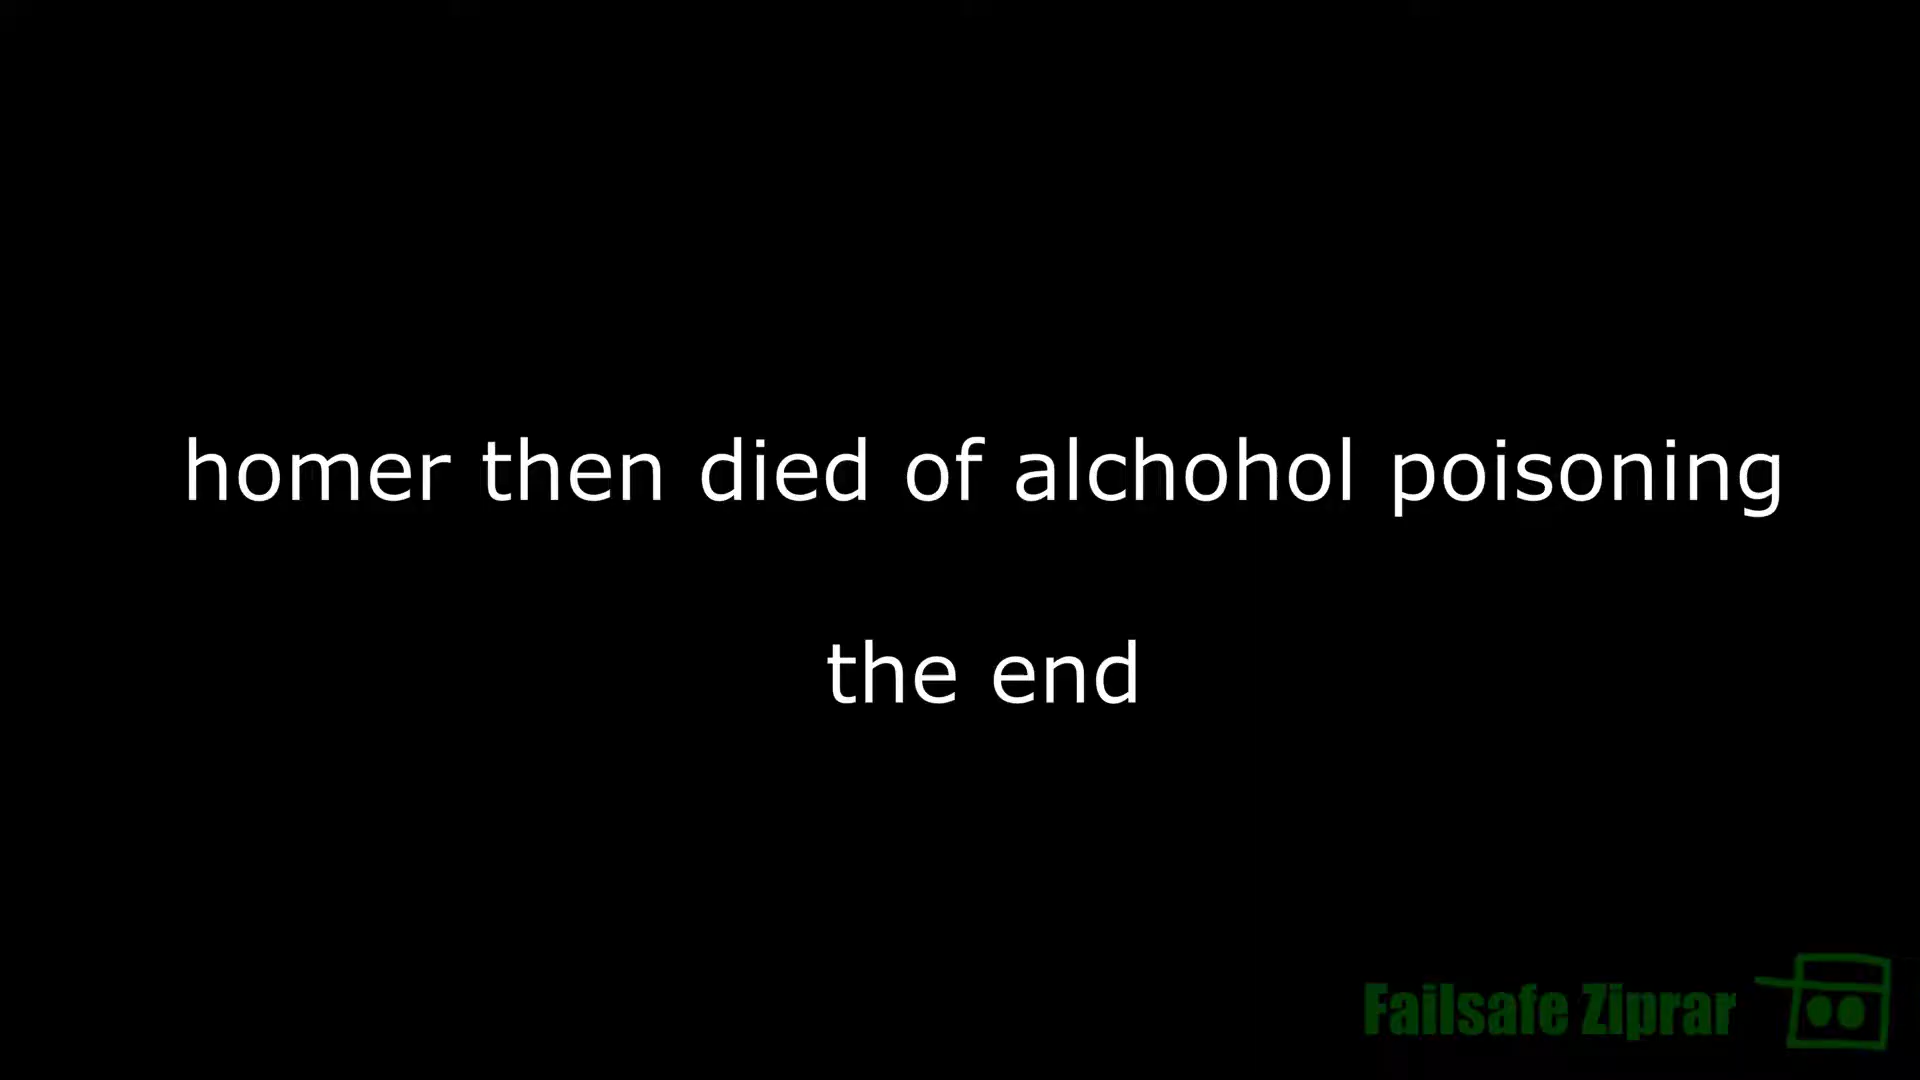 homer then died of alchohol poisoning
the end
Failsafe Ziprar